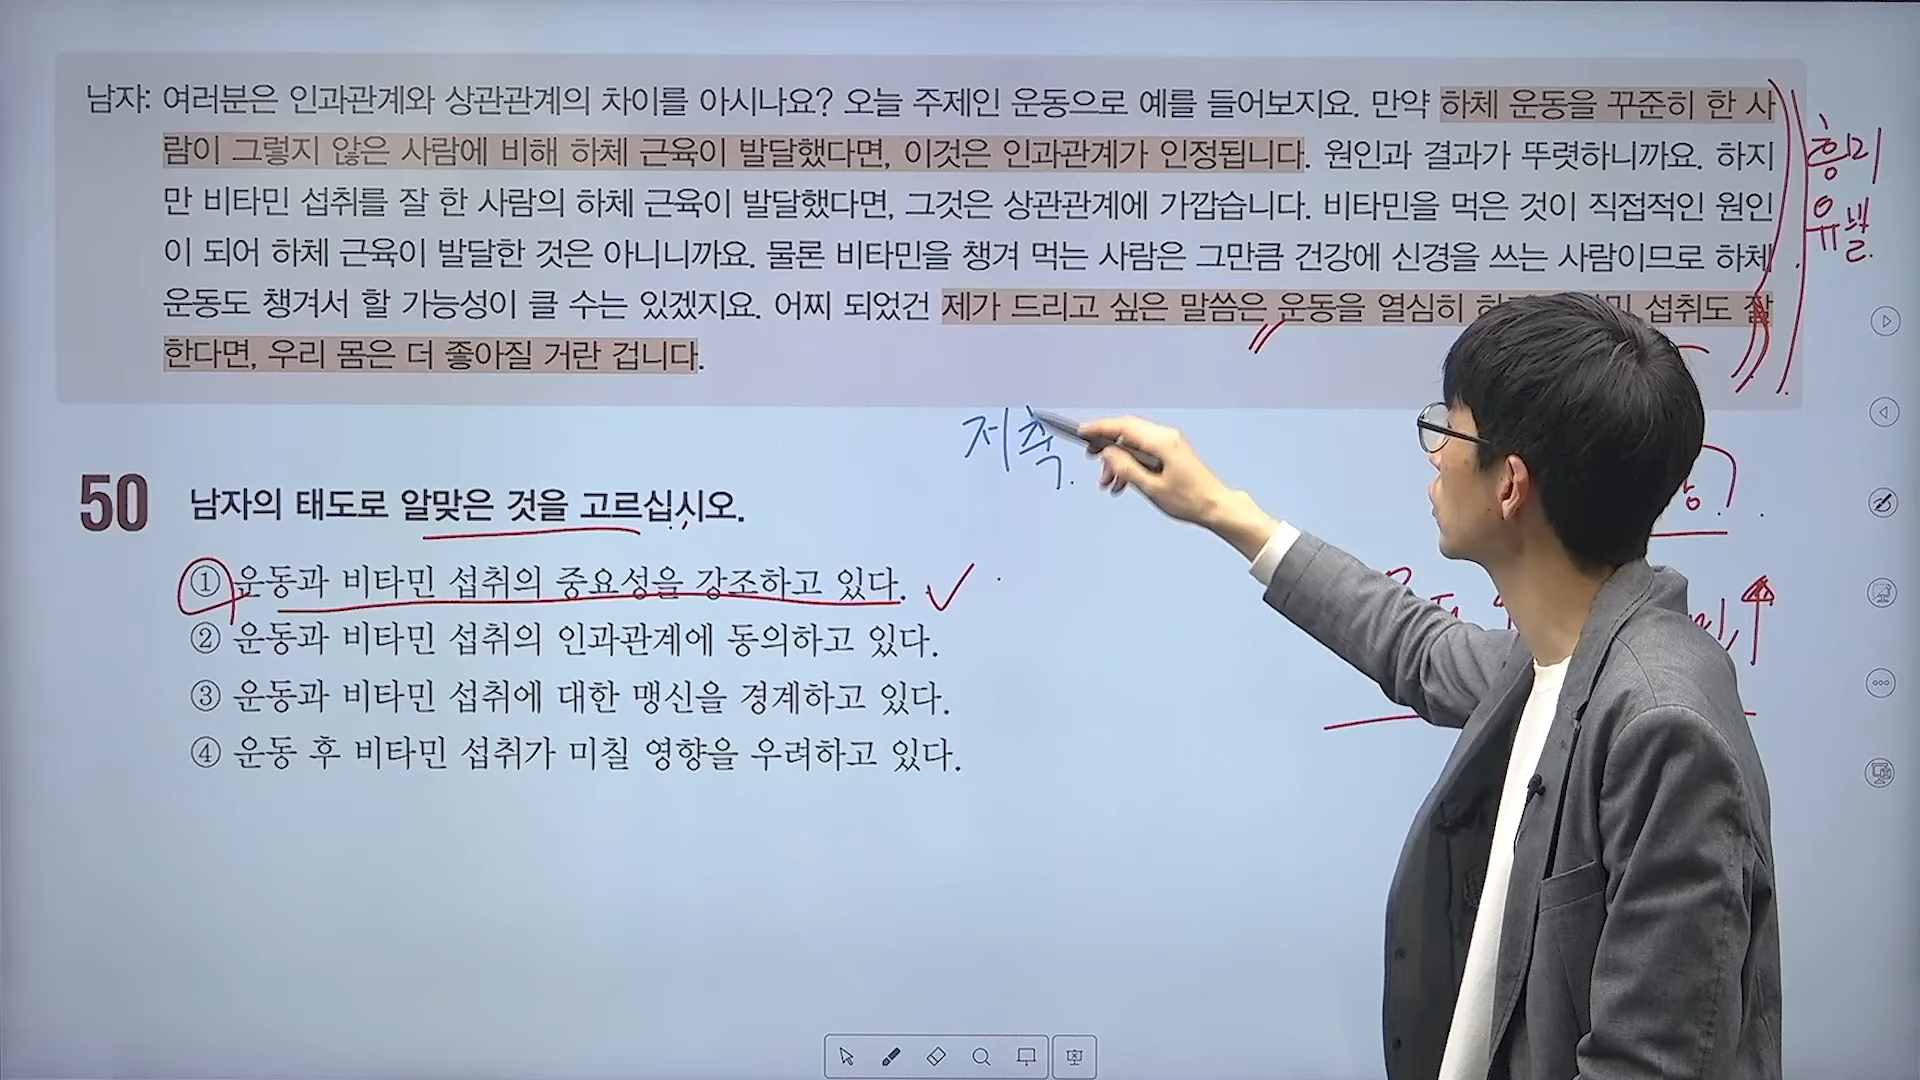 남자: 여러분은 인과관계와 상관관계의 차이를 아시나요? 오늘 주제인 운동으로 예를 들어보지요. 만약 하체 운동을 꾸준히 한 사
람이 그렇지 않은 사람에 비해 하체 근육이 발달했다면, 이것은 인과관계가 인정됩니다. 원인과 결과가 뚜렷하니까요. 하지
만 비타민 섭취를 잘 한 사람의 하체 근육이 발달했다면, 그것은 상관관계에 가깝습니다. 비타민을 먹은 것이 직접적인 원인
이 되어 하체 근육이 발달한 것은 아니니까요. 물론 비타민을 챙겨 먹는 사람은 그만큼 건강에 신경을 쓰는 사람이므로 하체
운동도 챙겨서 할 가능성이 클 수는 있겠지요. 어찌 되었건 제가 드리고 싶은 말씀은 운동을 열심히 섭취도 잘
한다면, 우리 몸은 더 좋아질 거란 겁니다.
흥미
유발
50 남자의 태도로 알맞은 것을 고르십시오.
① 운동과 비타민 섭취의 중요성을 강조하고 있다.
② 운동과 비타민 섭취의 인과관계에 동의하고 있다.
③ 운동과 비타민 섭취에 대한 맹신을 경계하고 있다.
④ 운동 후 비타민 섭취가 미칠 영향을 우려하고 있다.